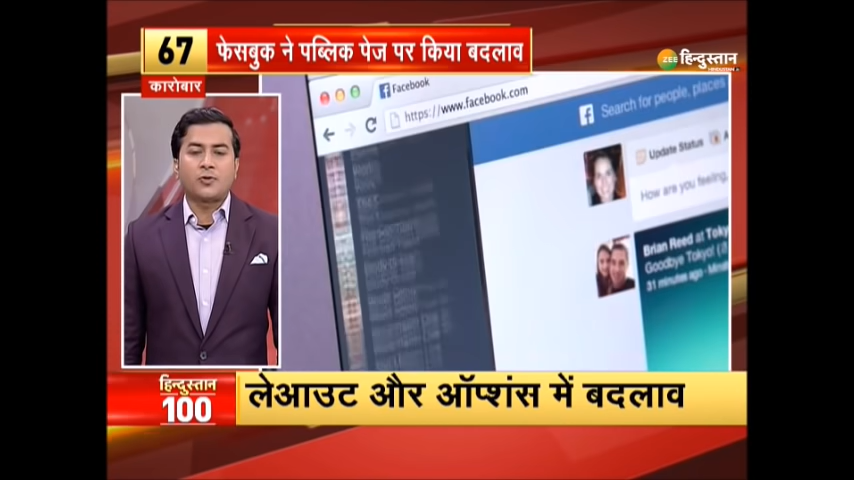 67
फेसबुक ने पब्लिक पेज पर किया बदलाव
ZEE हिन्दुस्तान
कारोबार
Facebook
https://www.facebook.com
Search for people, places
Update Status
How are you feeling,
Brian Reed at Toky
Goodbye Tokyo!
31 minutes ago
हिन्दुस्तान
100
लेआउट और ऑप्शंस में बदलाव